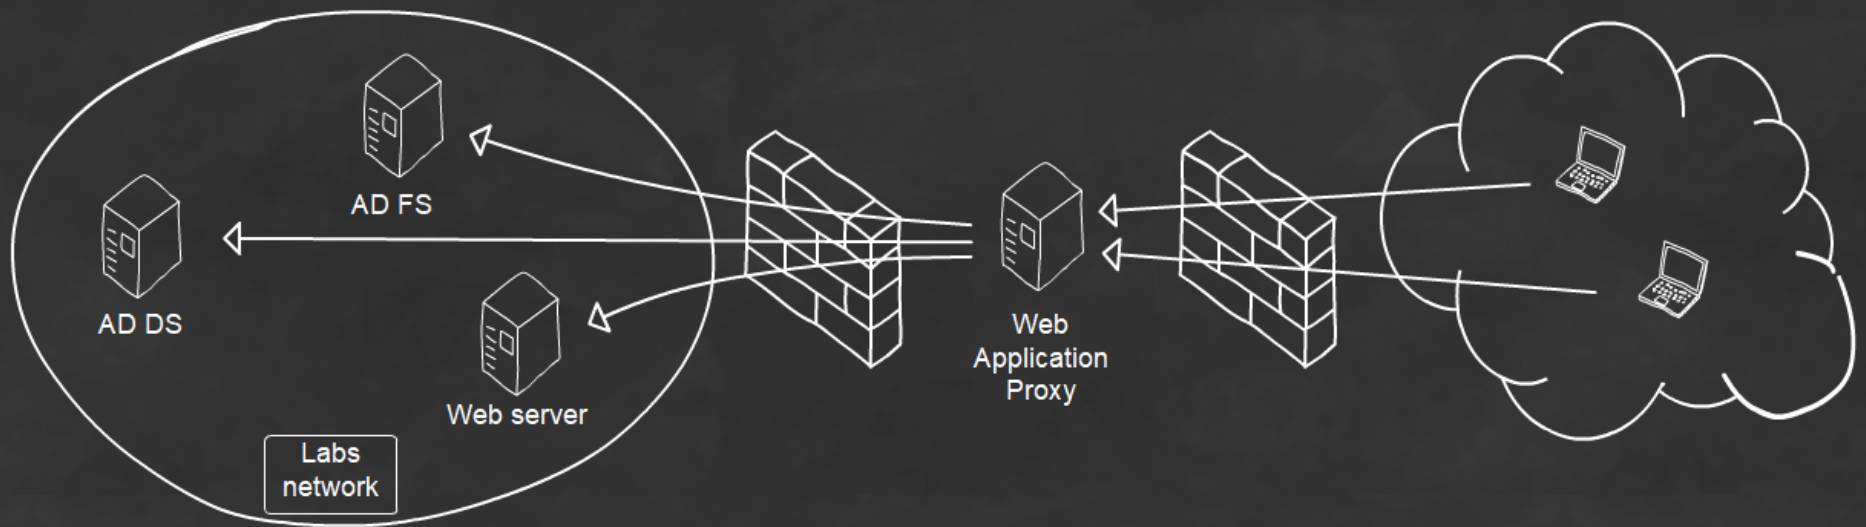 AD FS
AD DS
Web server
Labs
network
Web
Application
Proxy